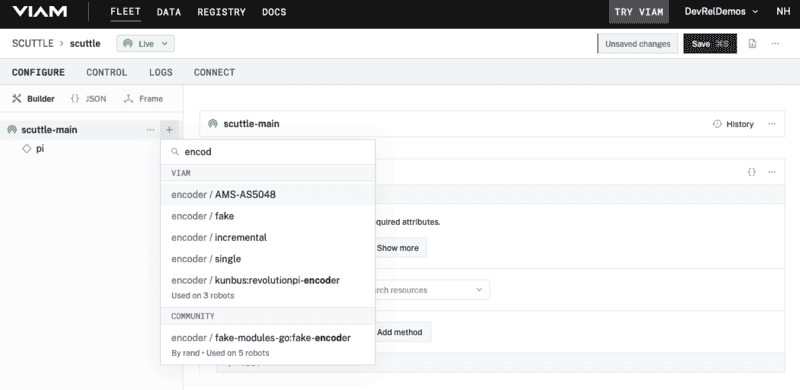 VIAM FLEET DATA REGISTRY DOCS TRY VIAM DevRelDemos NH
SCUTTLE > scuttle Live Unsaved changes Save ⌘S
CONFIGURE CONTROL LOGS CONNECT
Builder {} JSON Frame
scuttle-main ... + scuttle-main History ...
pi
encod
VIAM {} ...
encoder / AMS-AS5048
encoder / fake quired attributes.
encoder / incremental Show more
encoder / single
encoder / kunbus:revolutionpi-encoder rch resources
Used on 3 robots
COMMUNITY
encoder / fake-modules-go:fake-encoder Add method
By rand • Used on 5 robots